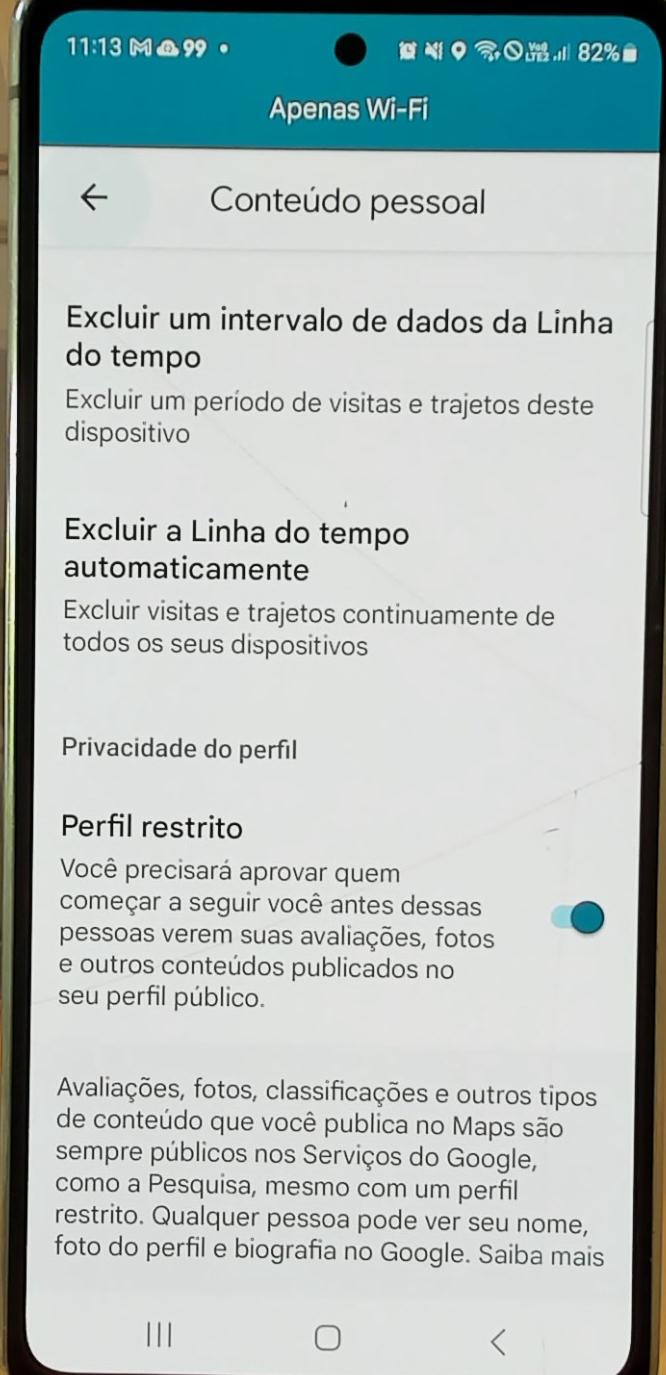 11:13 M 99 •
Vo))
LTE2 82%
Apenas Wi-Fi
Conteúdo pessoal
Excluir um intervalo de dados da Linha
do tempo
Excluir um período de visitas e trajetos deste
dispositivo
Excluir a Linha do tempo
automaticamente
Excluir visitas e trajetos continuamente de
todos os seus dispositivos
Privacidade do perfil
Perfil restrito
Você precisará aprovar quem
começar a seguir você antes dessas
pessoas verem suas avaliações, fotos
e outros conteúdos publicados no
seu perfil público.
Avaliações, fotos, classificações e outros tipos
de conteúdo que você publica no Maps são
sempre públicos nos Serviços do Google,
como a Pesquisa, mesmo com um perfil
restrito. Qualquer pessoa pode ver seu nome,
foto do perfil e biografia no Google. Saiba mais